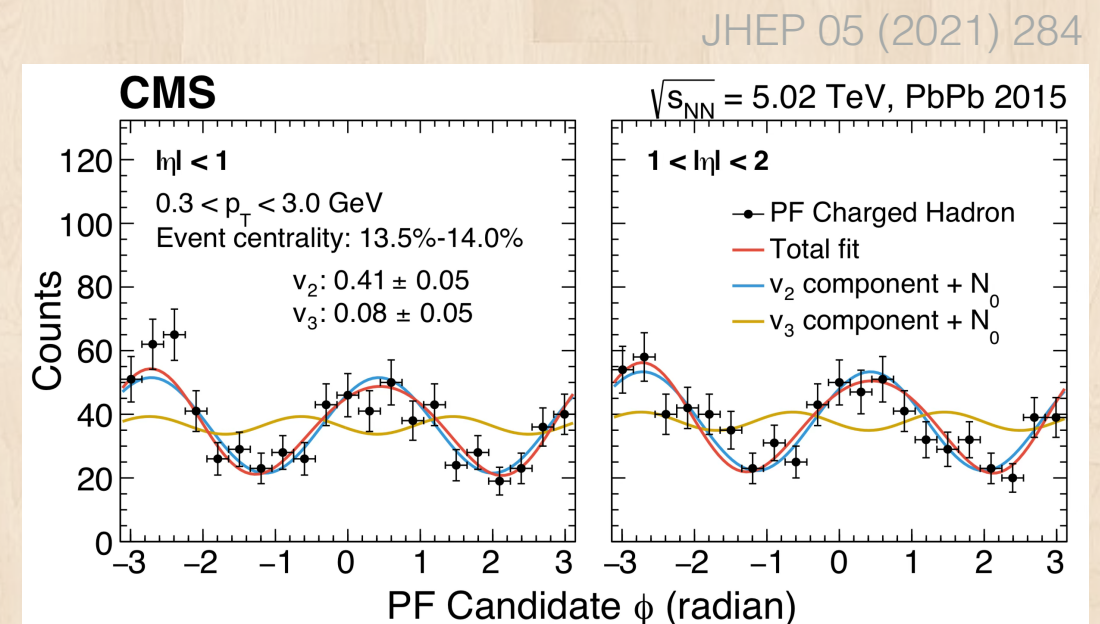 JHEP 05 (2021) 284
CMS
√sNN = 5.02 TeV, PbPb 2015
|η| < 1
0.3 < pT < 3.0 GeV
Event centrality: 13.5%-14.0%
v2: 0.41 ± 0.05
v3: 0.08 ± 0.05
1 < |η| < 2
PF Charged Hadron
Total fit
v2 component + N0
v3 component + N0
Counts
120
100
80
60
40
20
0
−3 −2 −1 0 1 2 3
−3 −2 −1 0 1 2 3
PF Candidate ϕ (radian)